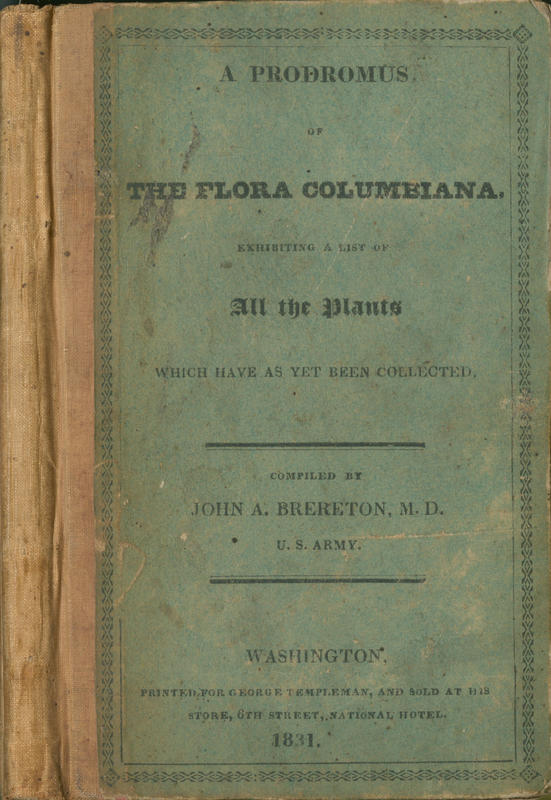 A PRODROMUS
OF
THE FLORA COLUMBIANA,
EXHIBITING A LIST OF
All the Plants
WHICH HAVE AS YET BEEN COLLECTED.
COMPILED BY
JOHN A. BRERETON, M. D.
U. S. ARMY.
WASHINGTON.
PRINTED FOR GEORGE TEMPLEMAN, AND SOLD AT HIS
STORE, 6TH STREET, NATIONAL HOTEL.
1831.